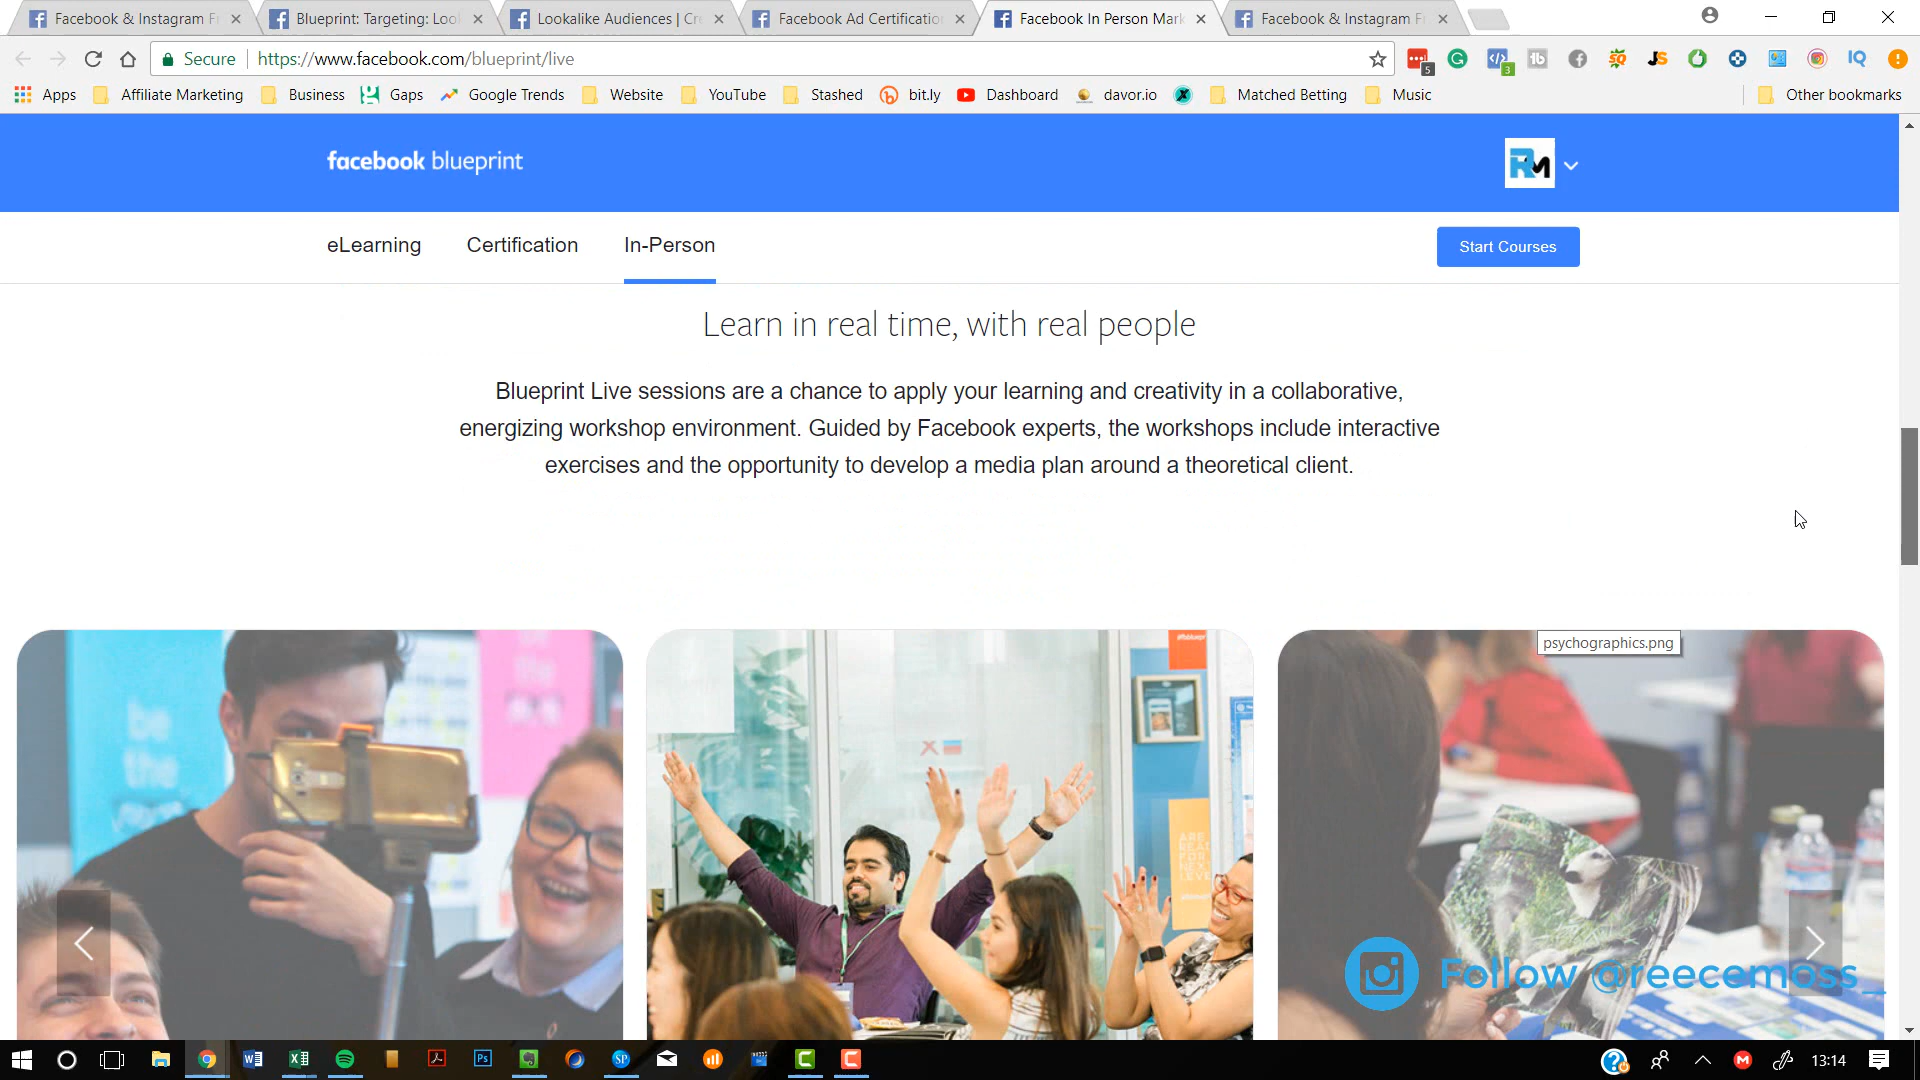 Facebook & Instagram F
Blueprint: Targeting: Loo
Lookalike Audiences | Cr
Facebook Ad Certificatio
Facebook In Person Mark
Facebook & Instagram F
Secure
https://www.facebook.com/blueprint/live
5
3
Apps
Affiliate Marketing
Business
Gaps
Google Trends
Website
YouTube
Stashed
bit.ly
Dashboard
davor.io
Matched Betting
Music
Other bookmarks
facebook blueprint
RM
eLearning
Certification
In-Person
Start Courses
Learn in real time, with real people
Blueprint Live sessions are a chance to apply your learning and creativity in a collaborative,
energizing workshop environment. Guided by Facebook experts, the workshops include interactive
exercises and the opportunity to develop a media plan around a theoretical client.
psychographics.png
be
the
Follow @reecemoss_
13:14